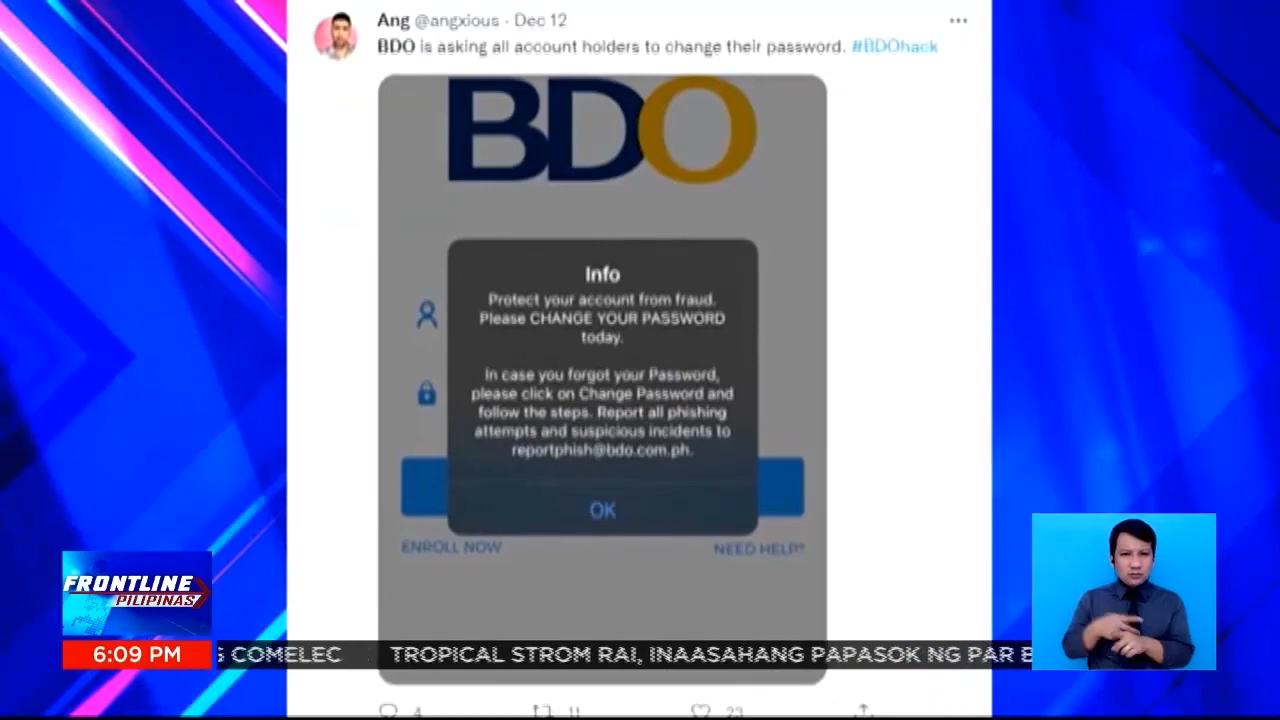 Ang @angxious · Dec 12
BDO is asking all account holders to change their password. #BDOhack
BDO
Info
Protect your account from fraud.
Please CHANGE YOUR PASSWORD
today.
In case you forgot your Password,
please click on Change Password and
follow the steps. Report all phishing
attempts and suspicious incidents to
reportphish@bdo.com.ph.
OK
ENROLL NOW
NEED HELP?
4
11
23
FRONTLINE
PILIPINAS
6:09 PM
G COMELEC TROPICAL STROM RAI, INAASAHANG PAPASOK NG PAR B